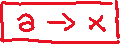 a → x